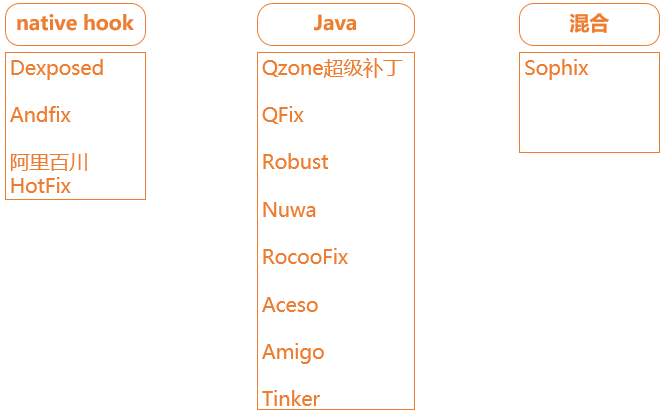 native hook
Dexposed
Andfix
阿里百川
HotFix
Java
Qzone超级补丁
QFix
Robust
Nuwa
RocooFix
Aceso
Amigo
Tinker
混合
Sophix